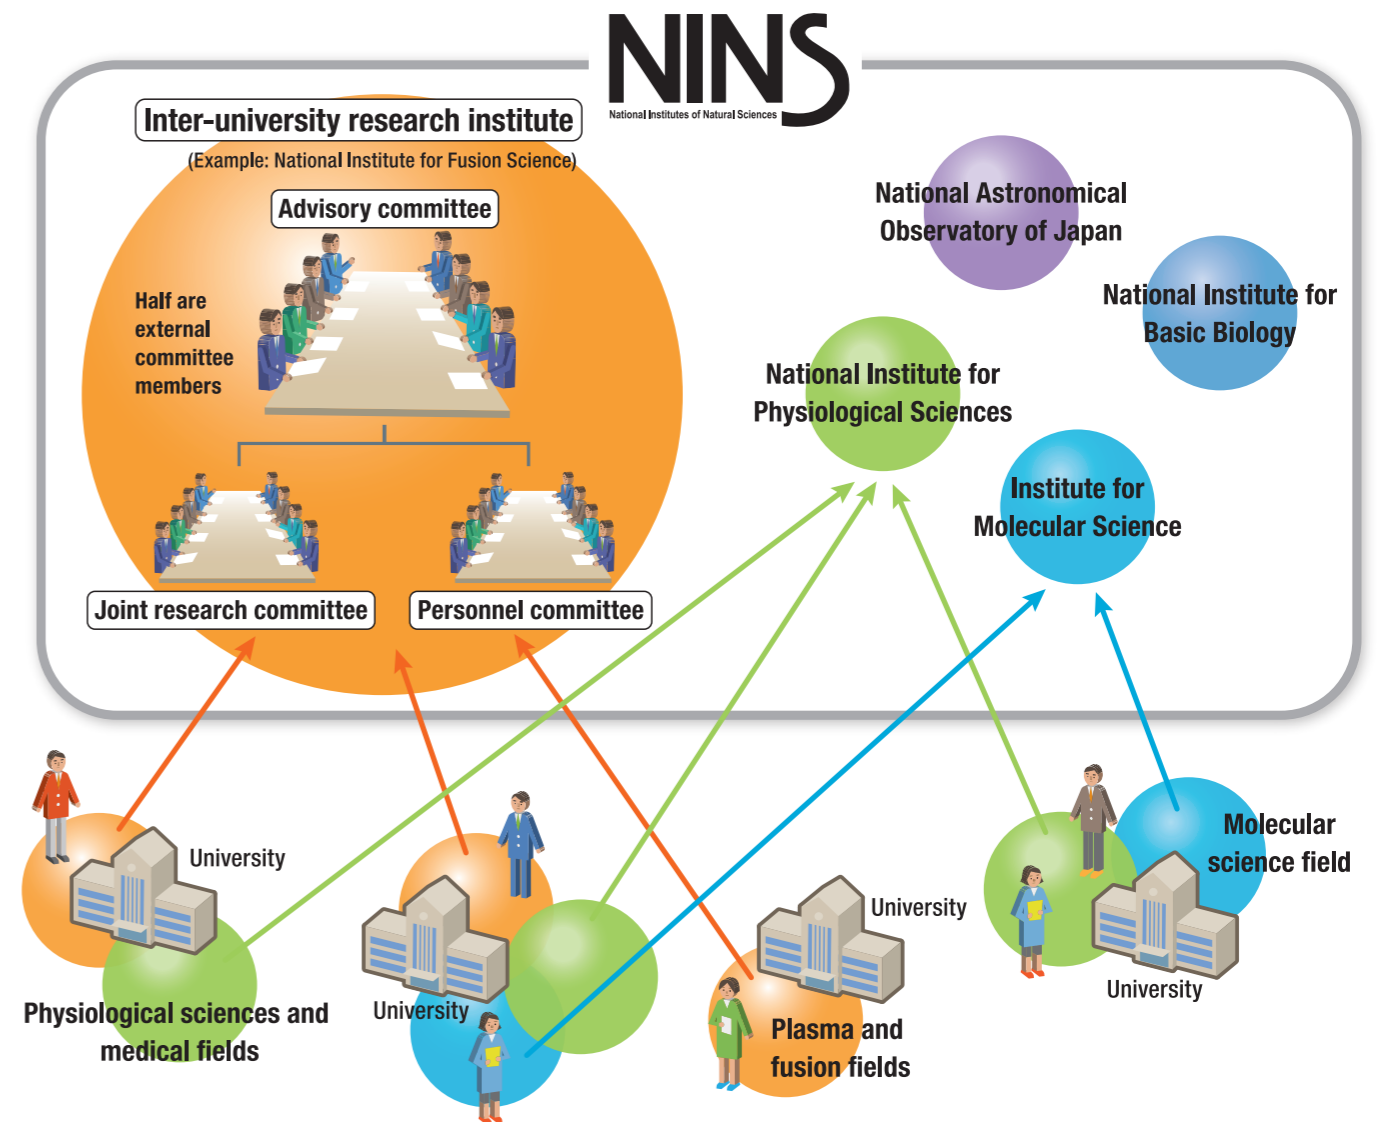 NINS
National Institutes of Natural Sciences
Inter-university research institute
(Example: National Institute for Fusion Science)
Advisory committee
Half are
external
committee
members
Joint research committee
Personnel committee
National Astronomical
Observatory of Japan
National Institute for
Basic Biology
National Institute for
Physiological Sciences
Institute for
Molecular Science
University
Physiological sciences and
medical fields
University
University
Plasma and
fusion fields
Molecular
science field
University